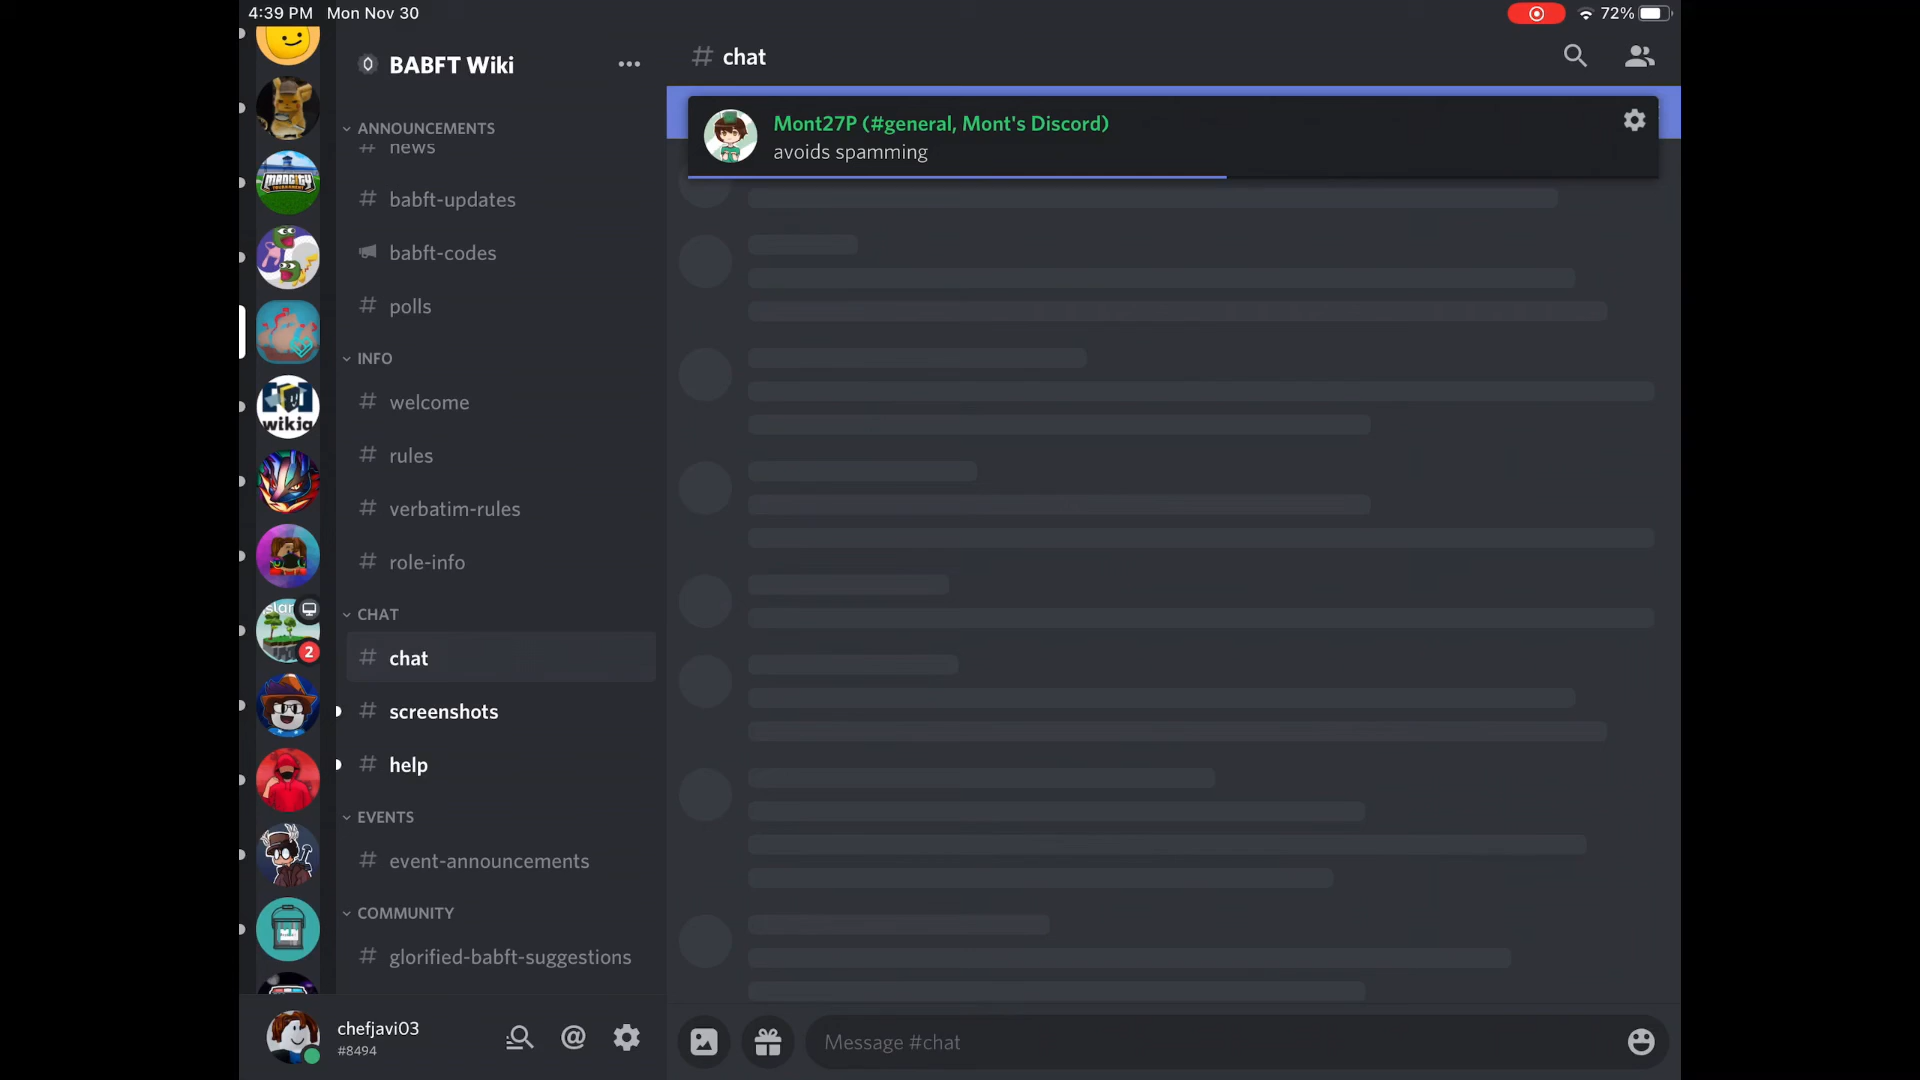 4:39 PM Mon Nov 30
72%
BABFT Wiki
ANNOUNCEMENTS
news
babft-updates
babft-codes
polls
INFO
welcome
rules
verbatim-rules
role-info
CHAT
chat
screenshots
help
EVENTS
event-announcements
COMMUNITY
glorified-babft-suggestions
wikia
2
chefjavi03
#8494
# chat
Mont27P (#general, Mont's Discord)
avoids spamming
Message #chat